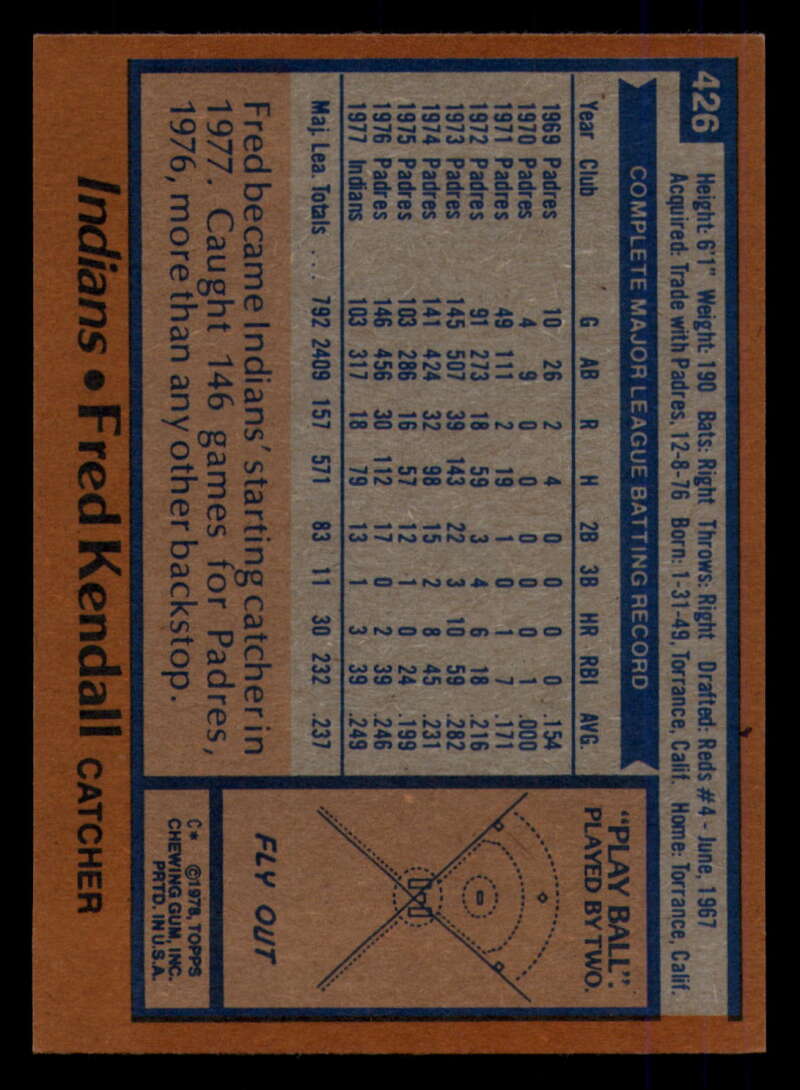 426
Height: 6'1" Weight: 190 Bats: Right Throws: Right Drafted: Reds #4 - June, 1967
Acquired: Trade with Padres, 12-8-76 Born: 1-31-49, Torrance, Calif. Home: Torrance, Calif.
COMPLETE MAJOR LEAGUE BATTING RECORD
Year Club G AB R H 2B 3B HR RBI AVG.
1969 Padres 10 26 2 4 0 0 0 0 .154
1970 Padres 4 9 0 0 0 0 0 1 .000
1971 Padres 49 111 2 19 1 0 1 7 .171
1972 Padres 91 273 18 59 3 4 6 18 .216
1973 Padres 145 507 39 143 22 3 10 59 .282
1974 Padres 141 424 32 98 15 2 8 45 .231
1975 Padres 103 286 16 57 12 1 0 24 .199
1976 Padres 146 456 30 112 17 0 2 39 .246
1977 Indians 103 317 18 79 13 1 3 39 .249
Maj. Lea. Totals .... 792 2409 157 571 83 11 30 232 .237
Fred became Indians' starting catcher in
1977. Caught 146 games for Padres,
1976, more than any other backstop.
"PLAY BALL".
PLAYED BY TWO.
FLY OUT
C* ©1978, TOPPS
CHEWING GUM, INC.
PRTD. IN U.S.A.
Indians • Fred Kendall CATCHER